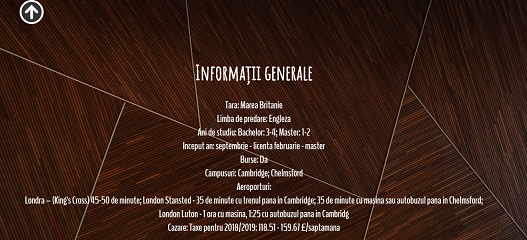 Informații generale
Tara: Marea Britanie
Limba de predare: Engleza
Ani de studiu: Bachelor: 3-4; Master: 1-2
Inceput an: septembrie - licenta februarie - master
Burse: Da
Campusuri: Cambridge; Chelmsford
Aeroporturi:
Londra – (King's Cross) 45-50 de minute; London Stansted - 35 de minute cu trenul pana in Cambridge; 35 de minute cu masina sau autobuzul pana in Chelmsford;
London Luton - 1 ora cu masina, 1:25 cu autobuzul pana in Cambridg
Cazare: Taxe pentru 2018/2019: 118.51 - 159.67 £/saptamana